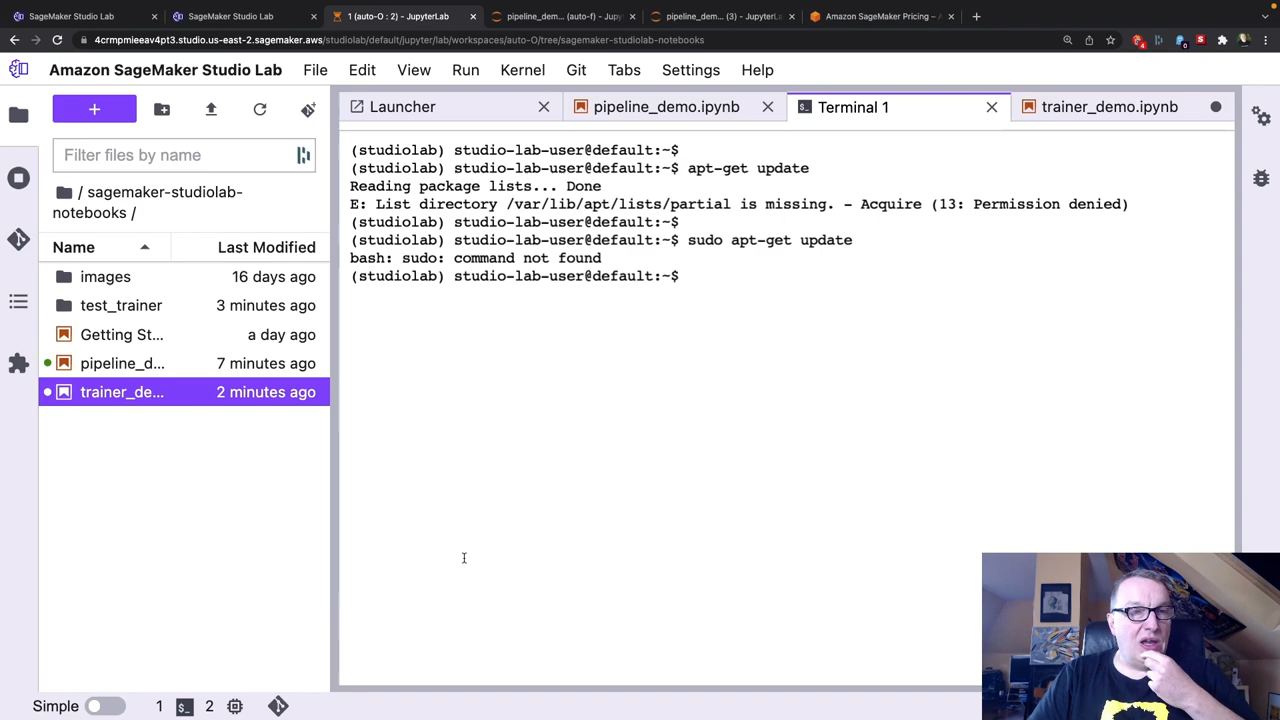 SageMaker Studio Lab
SageMaker Studio Lab
1 (auto-O : 2) - JupyterLab
pipeline_dem... (auto-f) - Jupyt
pipeline_dem... (3) - JupyterLa
Amazon SageMaker Pricing – A
4crmpmieeav4pt3.studio.us-east-2.sagemaker.aws/studiolab/default/jupyter/lab/workspaces/auto-O/tree/sagemaker-studiolab-notebooks
Amazon SageMaker Studio Lab File Edit View Run Kernel Git Tabs Settings Help
Launcher
pipeline_demo.ipynb
Terminal 1
trainer_demo.ipynb
Filter files by name
/ sagemaker-studiolab-
notebooks /
Name Last Modified
images 16 days ago
test_trainer 3 minutes ago
Getting St... a day ago
pipeline_d... 7 minutes ago
trainer_de... 2 minutes ago
(studiolab) studio-lab-user@default:~$
(studiolab) studio-lab-user@default:~$ apt-get update
Reading package lists... Done
E: List directory /var/lib/apt/lists/partial is missing. - Acquire (13: Permission denied)
(studiolab) studio-lab-user@default:~$
(studiolab) studio-lab-user@default:~$ sudo apt-get update
bash: sudo: command not found
(studiolab) studio-lab-user@default:~$
Simple 1 2